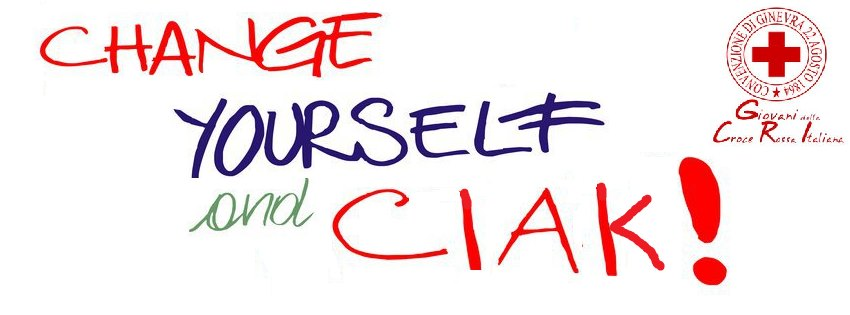 CHANGE
YOURSELF
and CIAK!
CONVENZIONE DI GINEVRA 22 AGOSTO 1864
Giovani della
Croce Rossa Italiana